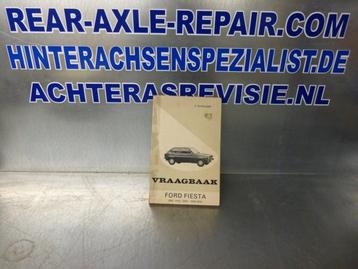 REAR-AXLE-REPAIR.COM
HINTERACHSENSPEZIALIST.DE
ACHTERASREVISIE.NL
VRAAGBAAK
FORD FIESTA